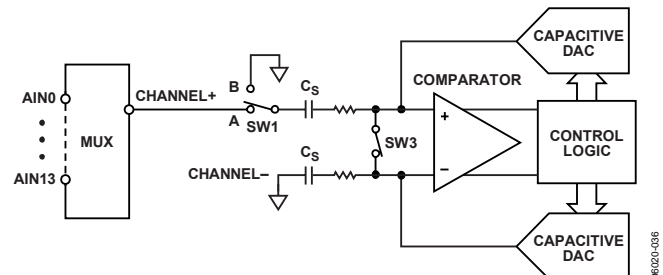 CAPACITIVE
DAC
B
CS
COMPARATOR
AIN0
CHANNEL+
A
SW1
+
MUX
SW3
CONTROL
LOGIC
CS
–
AIN13
CHANNEL–
CAPACITIVE
DAC
06020-036